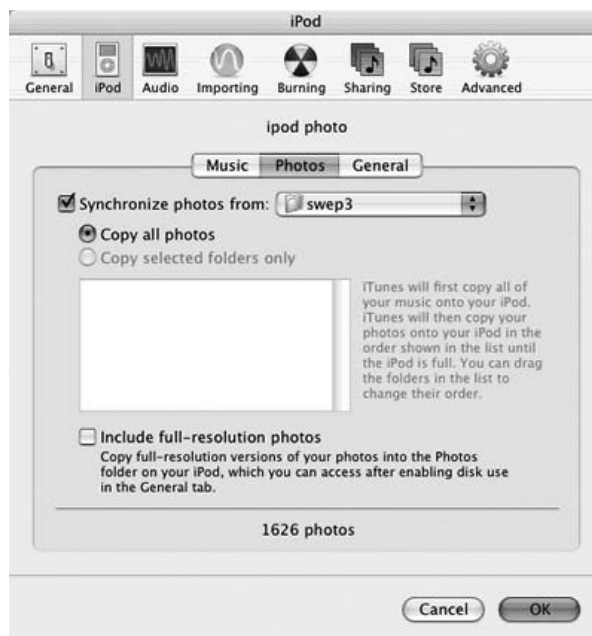 iPod
General iPod Audio Importing Burning Sharing Store Advanced
ipod photo
Music Photos General
Synchronize photos from: swep3
Copy all photos
Copy selected folders only
iTunes will first copy all of
your music onto your iPod.
iTunes will then copy your
photos onto your iPod in the
order shown in the list until
the iPod is full. You can drag
the folders in the list to
change their order.
Include full-resolution photos
Copy full-resolution versions of your photos into the Photos
folder on your iPod, which you can access after enabling disk use
in the General tab.
1626 photos
Cancel OK